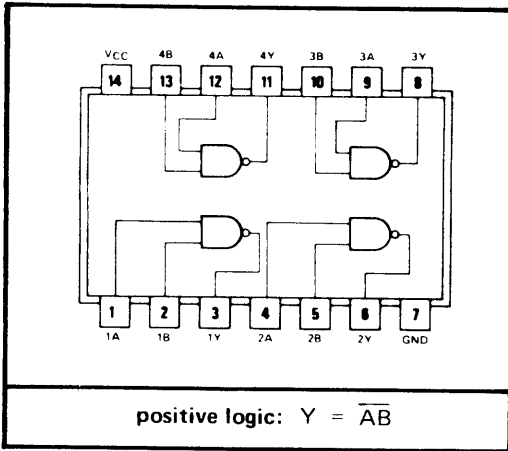 VCC 4B 4A 4Y 3B 3A 3Y
14 13 12 11 10 9 8
1 2 3 4 5 6 7
1A 1B 1Y 2A 2B 2Y GND
positive logic: Y = A̅B̅